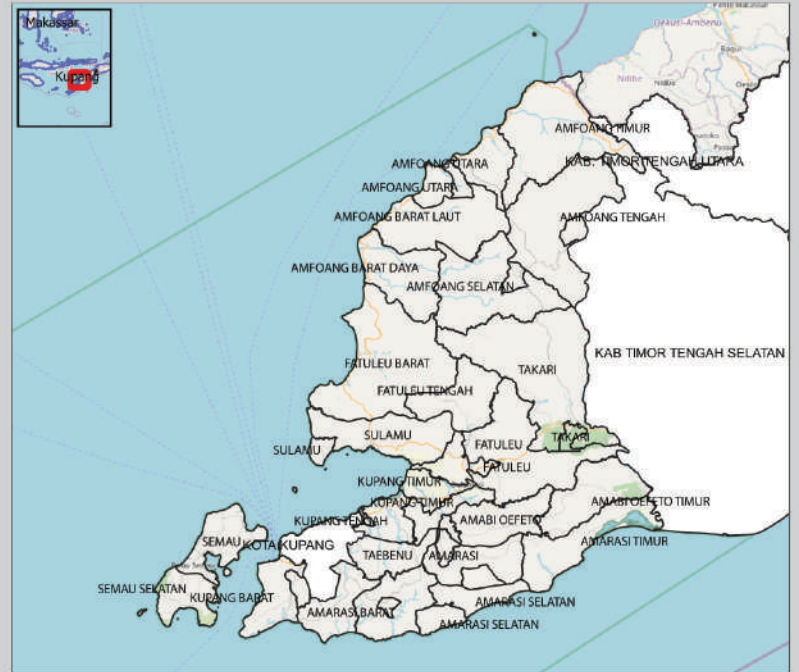 Makassar
Kupang
Oekusi-Ambenu
Nitibe
AMFOANG TIMUR
AMFOANG UTARA
KAB. TIMOR TENGAH UTARA
AMFOANG UTARA
AMFOANG BARAT LAUT
AMFOANG TENGAH
AMFOANG BARAT DAYA
AMFOANG SELATAN
KAB TIMOR TENGAH SELATAN
FATULEU BARAT
TAKARI
FATULEU TENGAH
SULAMU
TAKARI
SULAMU
FATULEU
FATULEU
KUPANG TIMUR
KUPANG TIMUR
AMABI OEFETO TIMUR
KUPANG TENGAH
AMABI OEFETO
SEMAU
KOTA KUPANG
AMARASI TIMUR
TAEBENU
AMARASI
SEMAU SELATAN
KUPANG BARAT
AMARASI BARAT
AMARASI SELATAN
AMARASI SELATAN